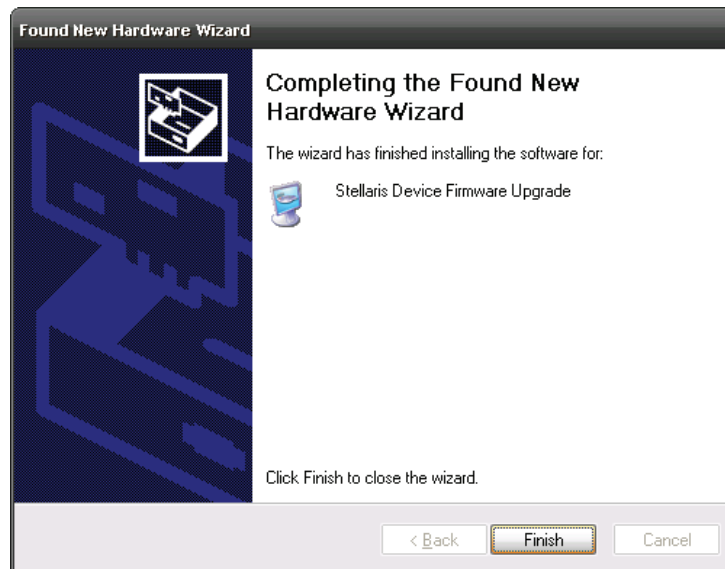 Found New Hardware Wizard
Completing the Found New
Hardware Wizard
The wizard has finished installing the software for:
Stellaris Device Firmware Upgrade
Click Finish to close the wizard.
< Back
Finish
Cancel